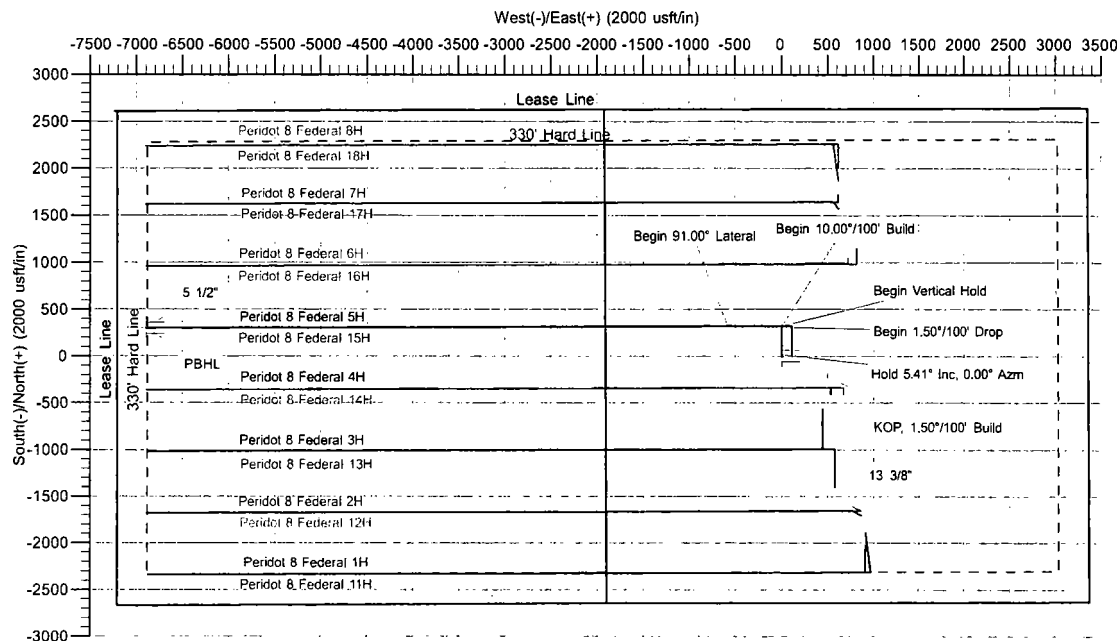 West(-)/East(+) (2000 usft/in)
-7500 -7000 -6500 -6000 -5500 -5000 -4500 -4000 -3500 -3000 -2500 -2000 -1500 -1000 -500 0 500 1000 1500 2000 2500 3000 3500
South(-)/North(+) (2000 usft/in)
3000
2500
2000
1500
1000
500
0
-500
-1000
-1500
-2000
-2500
-3000
Lease Line
330' Hard Line
Peridot 8 Federal 8H
Peridot 8 Federal 18H
Peridot 8 Federal 7H
Peridot 8 Federal 17H
Begin 91.00° Lateral
Begin 10.00°/100' Build
Peridot 8 Federal 6H
Peridot 8 Federal 16H
5 1/2"
Begin Vertical Hold
Peridot 8 Federal 5H
Peridot 8 Federal 15H
Begin 1.50°/100' Drop
Lease Line
330' Hard Line
PBHL
Hold 5.41° Inc, 0.00° Azm
Peridot 8 Federal 4H
Peridot 8 Federal 14H
KOP, 1.50°/100' Build
Peridot 8 Federal 3H
Peridot 8 Federal 13H
13 3/8"
Peridot 8 Federal 2H
Peridot 8 Federal 12H
Peridot 8 Federal 1H
Peridot 8 Federal 11H